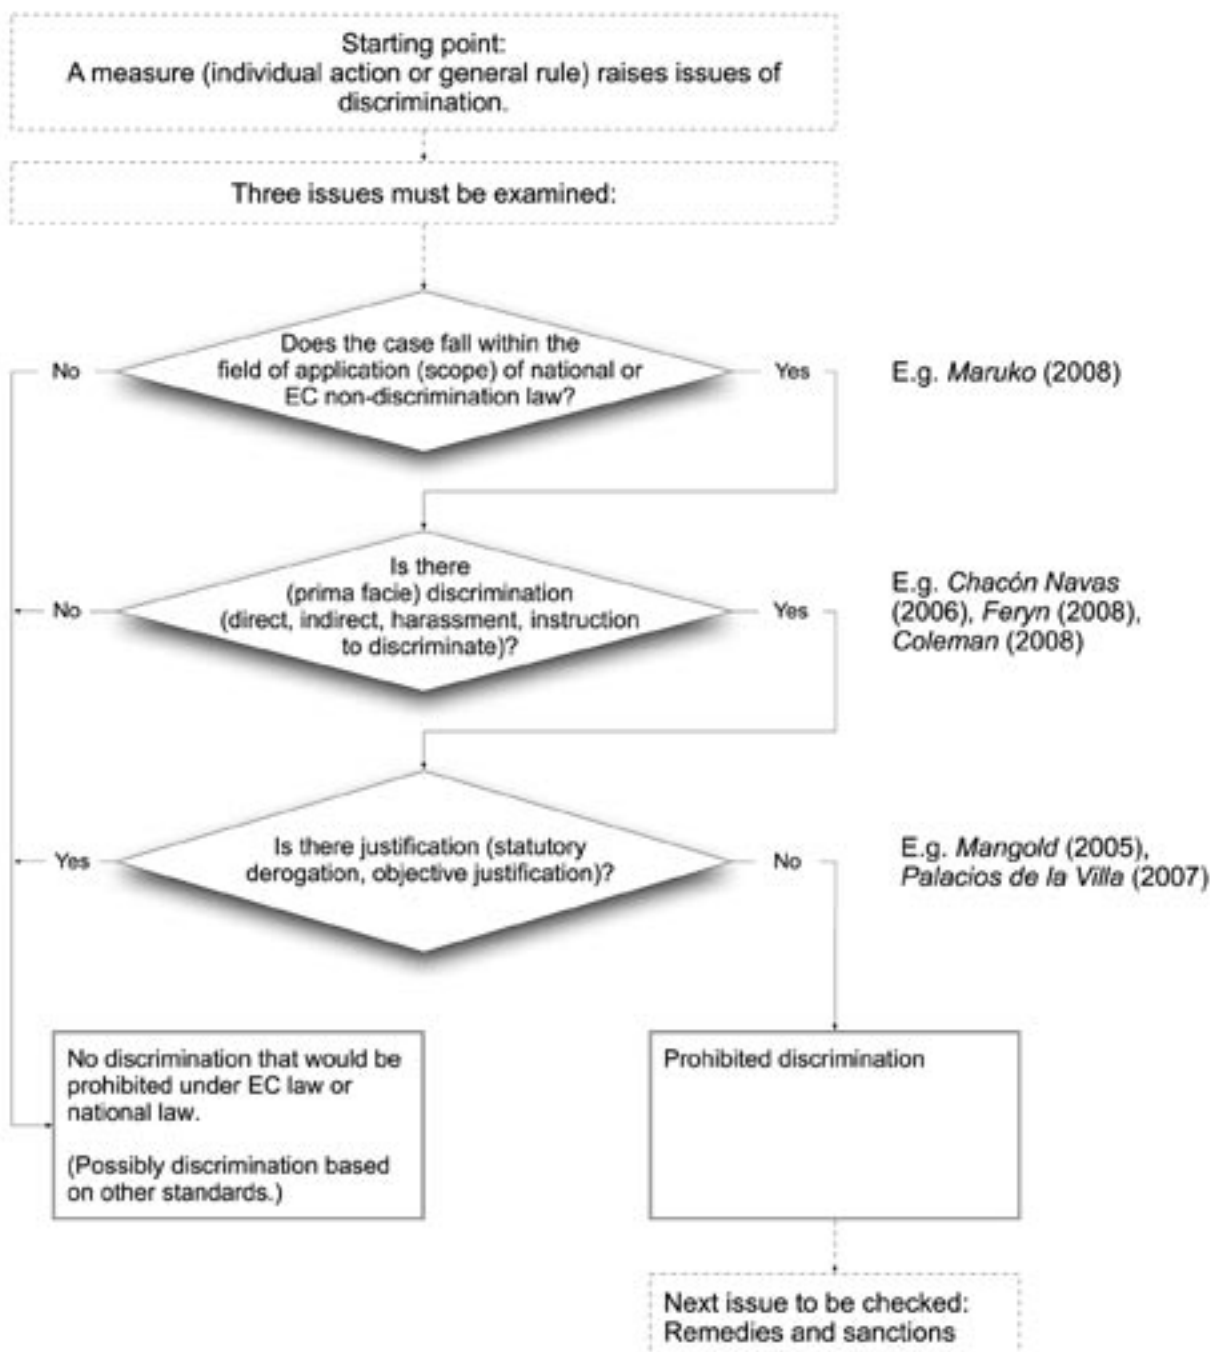 Starting point:
A measure (individual action or general rule) raises issues of
discrimination.
Three issues must be examined:
Does the case fall within the
field of application (scope) of national or
EC non-discrimination law?
No
Yes
E.g. Maruko (2008)
Is there
(prima facie) discrimination
(direct, indirect, harassment, instruction
to discriminate)?
No
Yes
E.g. Chacón Navas
(2006), Feryn (2008),
Coleman (2008)
Is there justification (statutory
derogation, objective justification)?
Yes
No
E.g. Mangold (2005),
Palacios de la Villa (2007)
No discrimination that would be
prohibited under EC law or
national law.
(Possibly discrimination based
on other standards.)
Prohibited discrimination
Next issue to be checked:
Remedies and sanctions